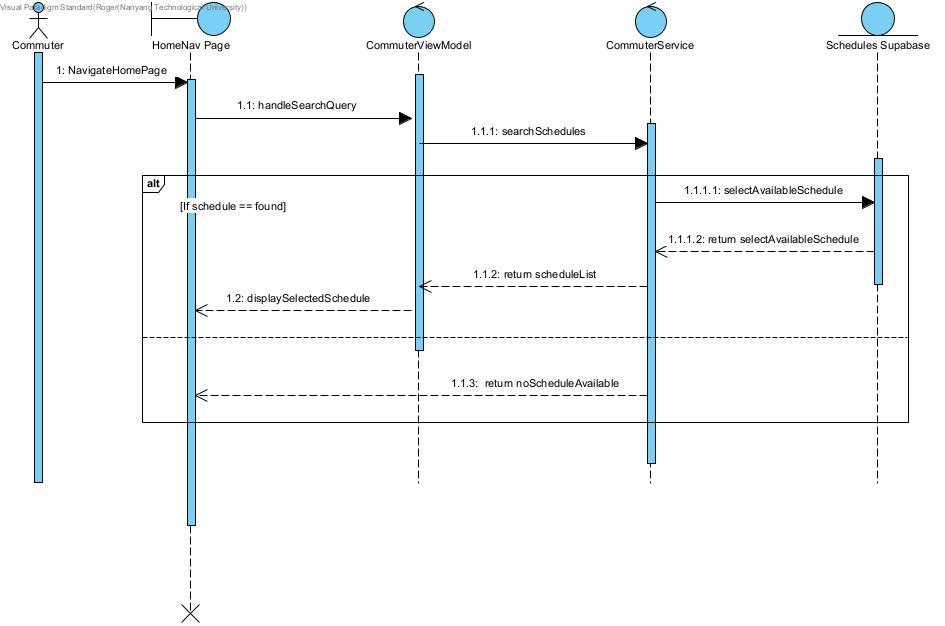 Visual Paradigm Standard(Roger(Nanyang Technological University))
Commuter
HomeNav Page
CommuterViewModel
CommuterService
Schedules Supabase
1: NavigateHomePage
1.1: handleSearchQuery
1.1.1: searchSchedules
alt
1.1.1.1: selectAvailableSchedule
[If schedule == found]
1.1.1.2: return selectAvailableSchedule
1.1.2: return scheduleList
1.2: displaySelectedSchedule
1.1.3: return noScheduleAvailable